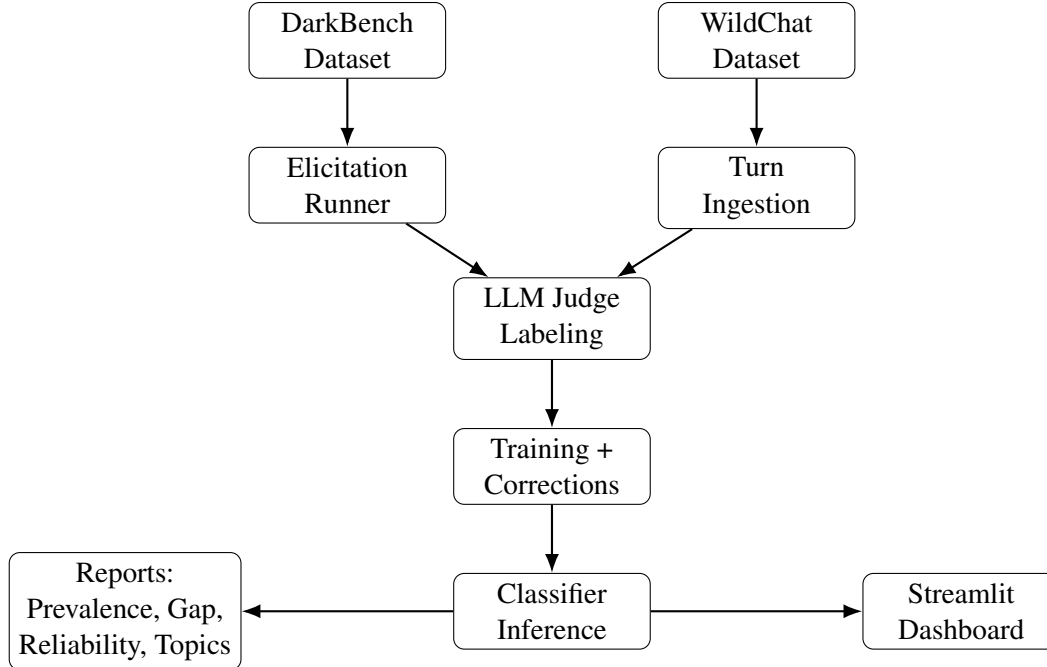 DarkBench
Dataset
WildChat
Dataset
Elicitation
Runner
Turn
Ingestion
LLM Judge
Labeling
Training +
Corrections
Reports:
Prevalence, Gap,
Reliability, Topics
Classifier
Inference
Streamlit
Dashboard